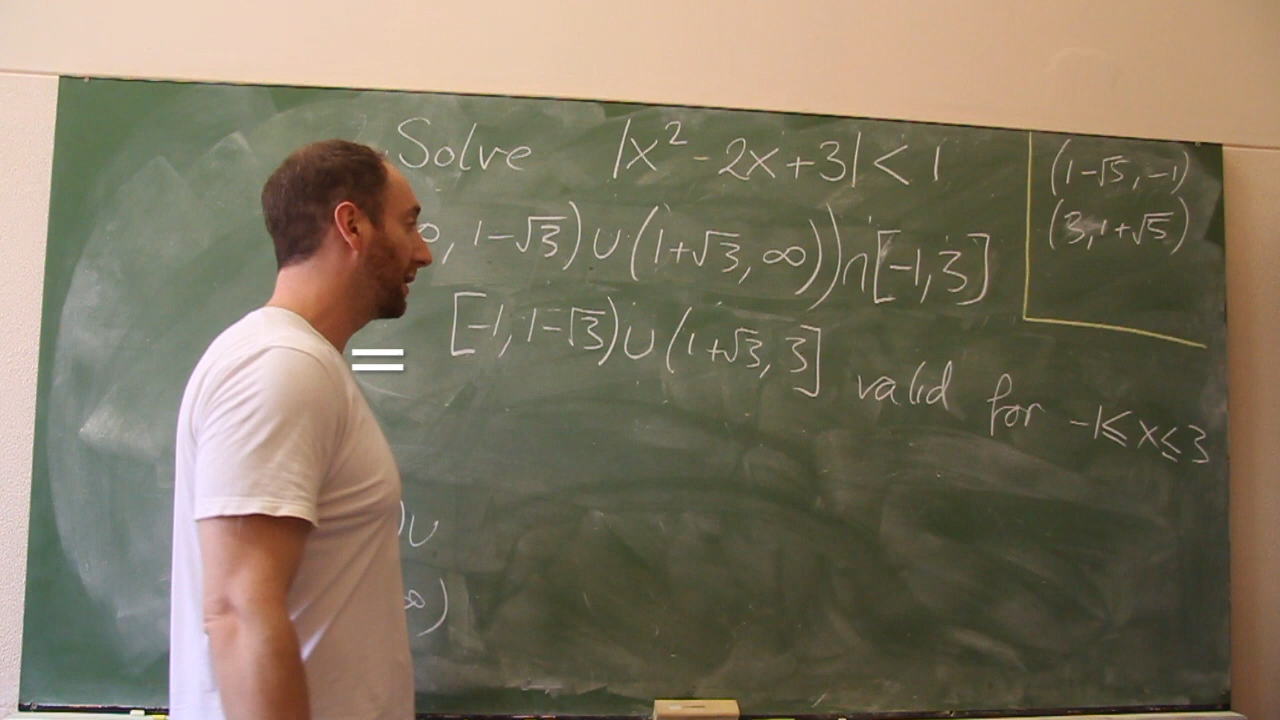 Solve |x² - 2x + 3| < 1
∞, 1-√3) ∪ (1+√3, ∞)) ∩ [-1, 3]
= [-1, 1-√3) ∪ (1+√3, 3]
valid for -1 ≤ x ≤ 3
(1-√5, -1)
(3, 1+√5)
) ∪
∞)